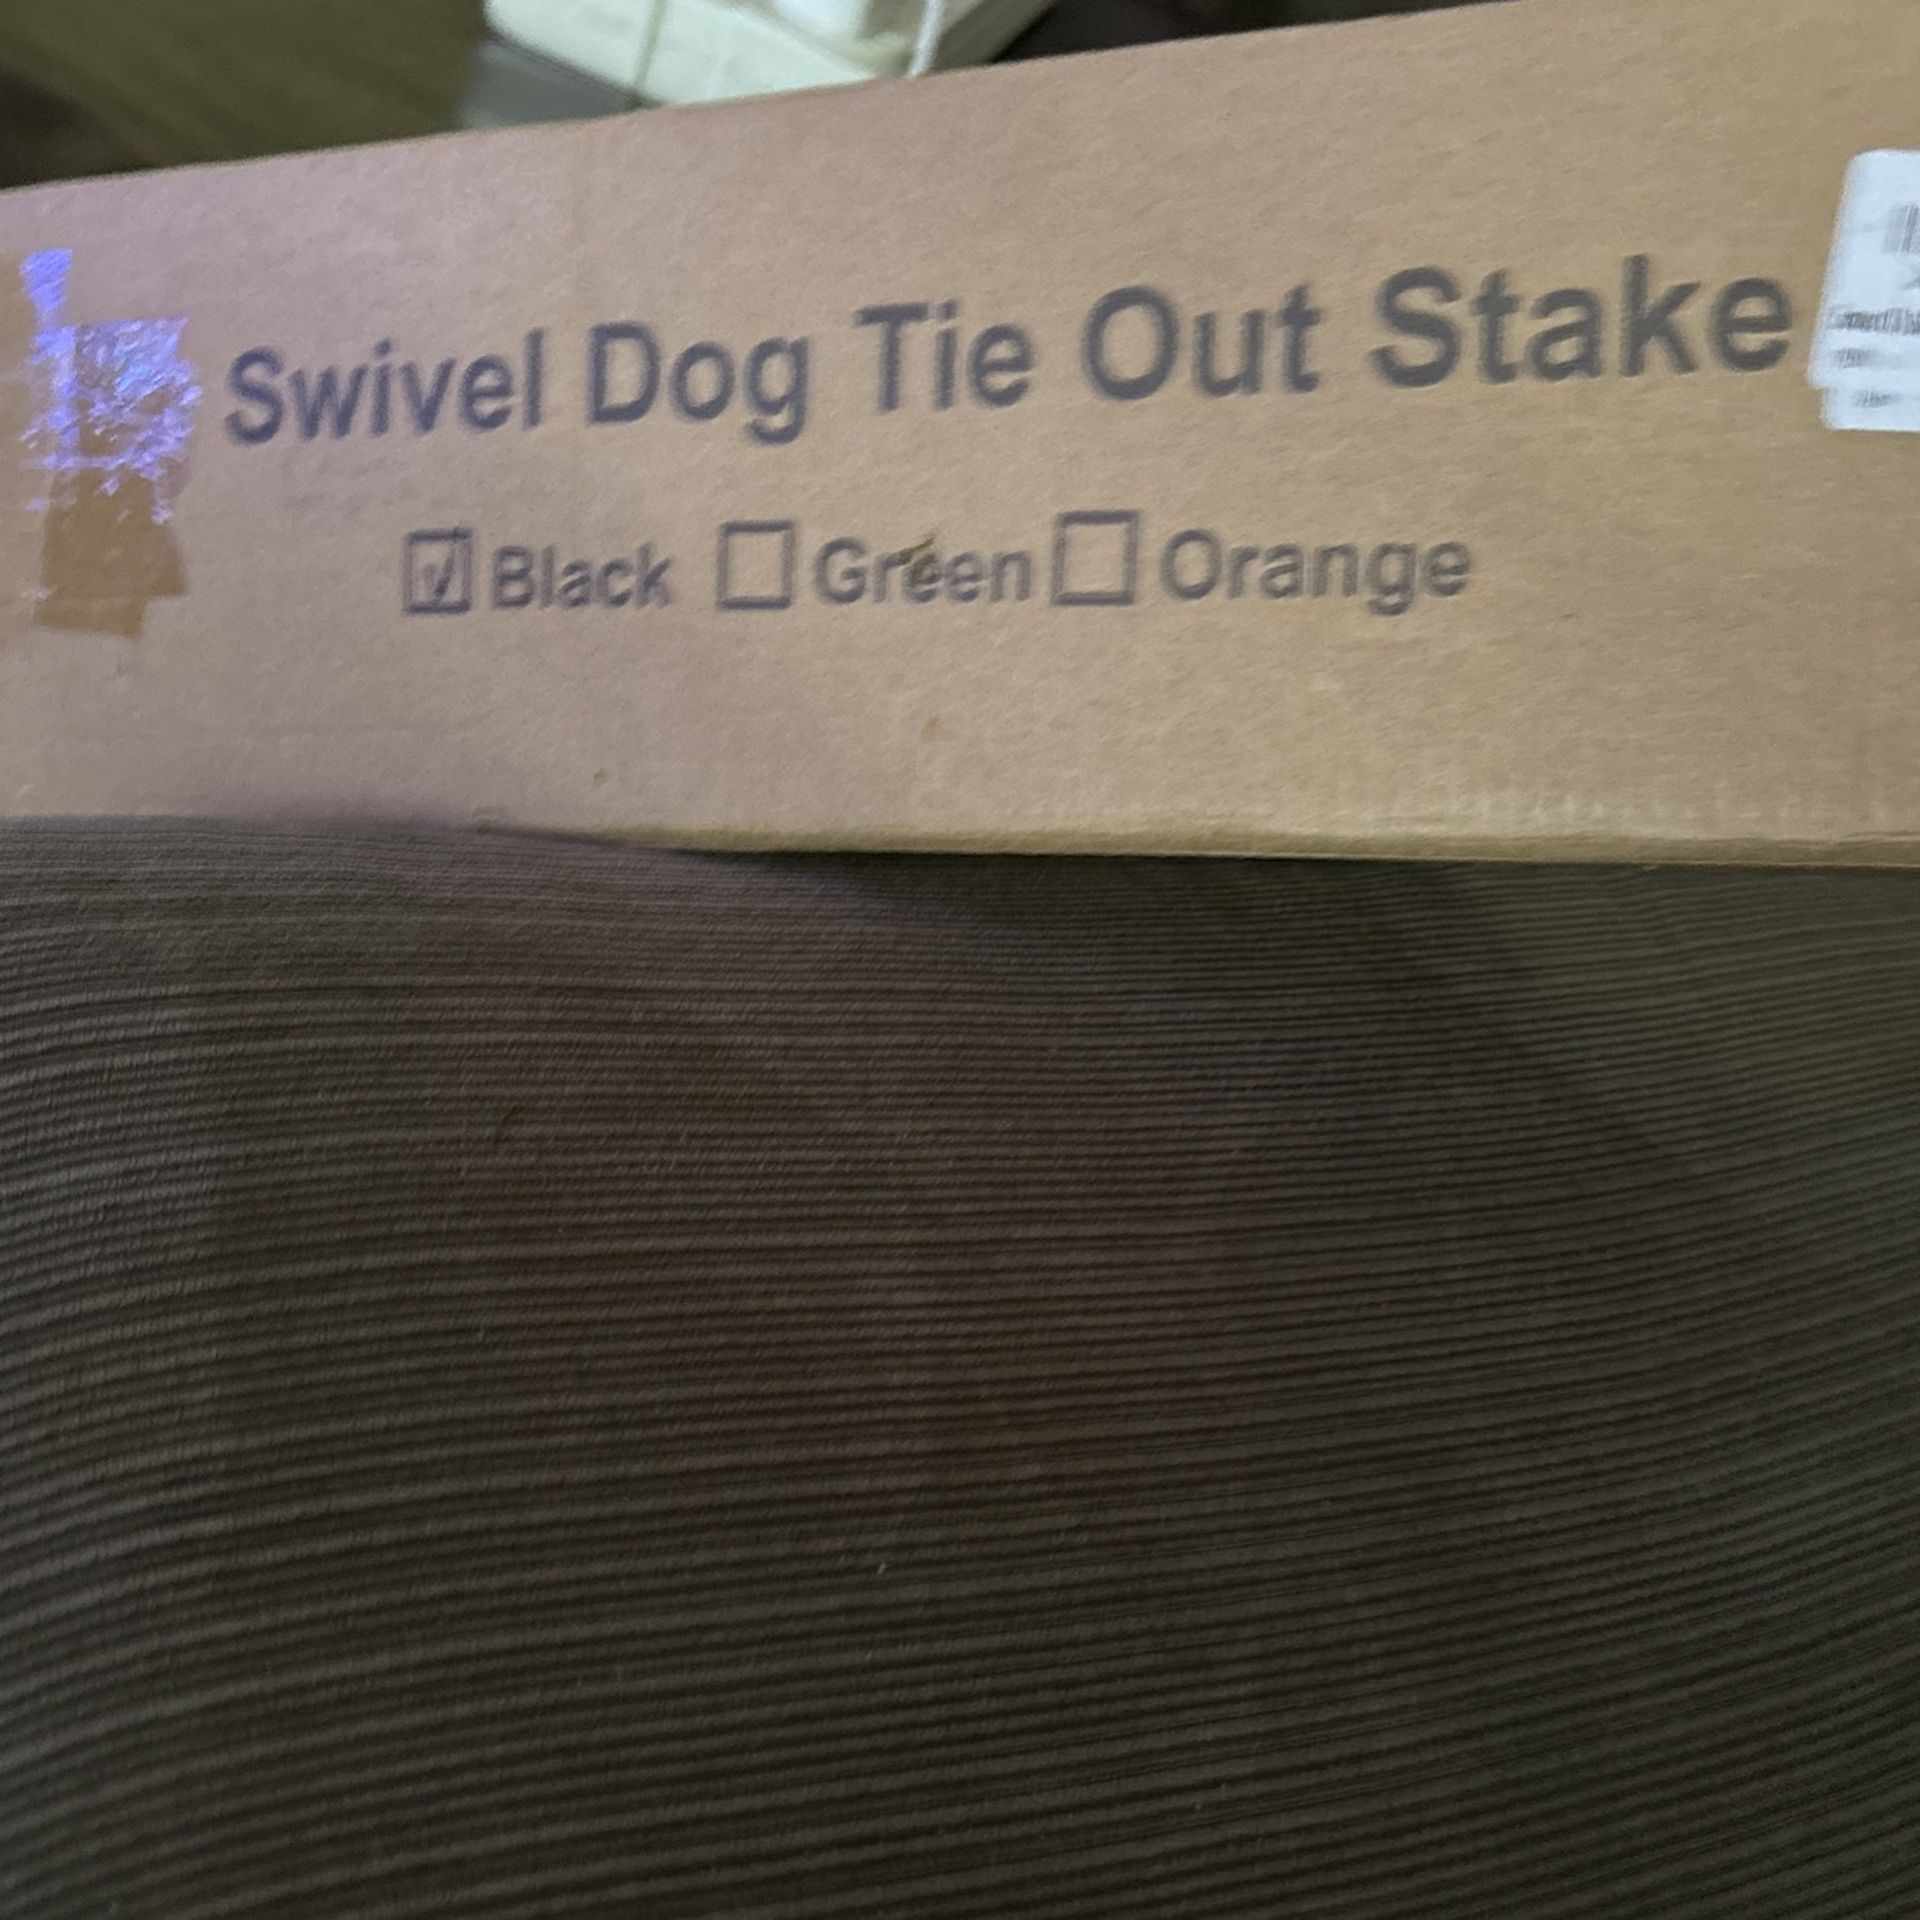 Swivel Dog Tie Out Stake
☑Black ☐Green ☐Orange